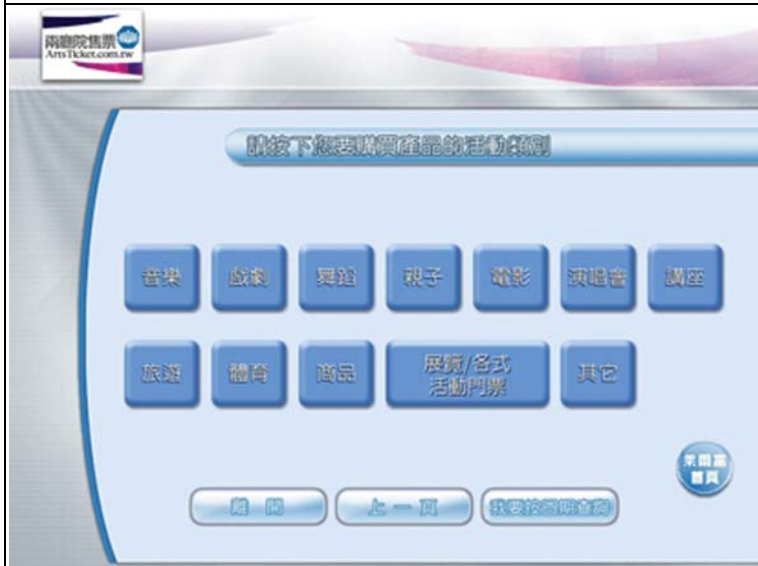 兩廳院售票
ArtsTicket.com.tw
請按下您要購買產品的活動類別
音樂 戲劇 舞蹈 親子 電影 演唱會 講座
旅遊 體育 商品 展覽/各式
活動門票 其它
萊爾富
首頁
離 開 上一頁 我要按日期查詢